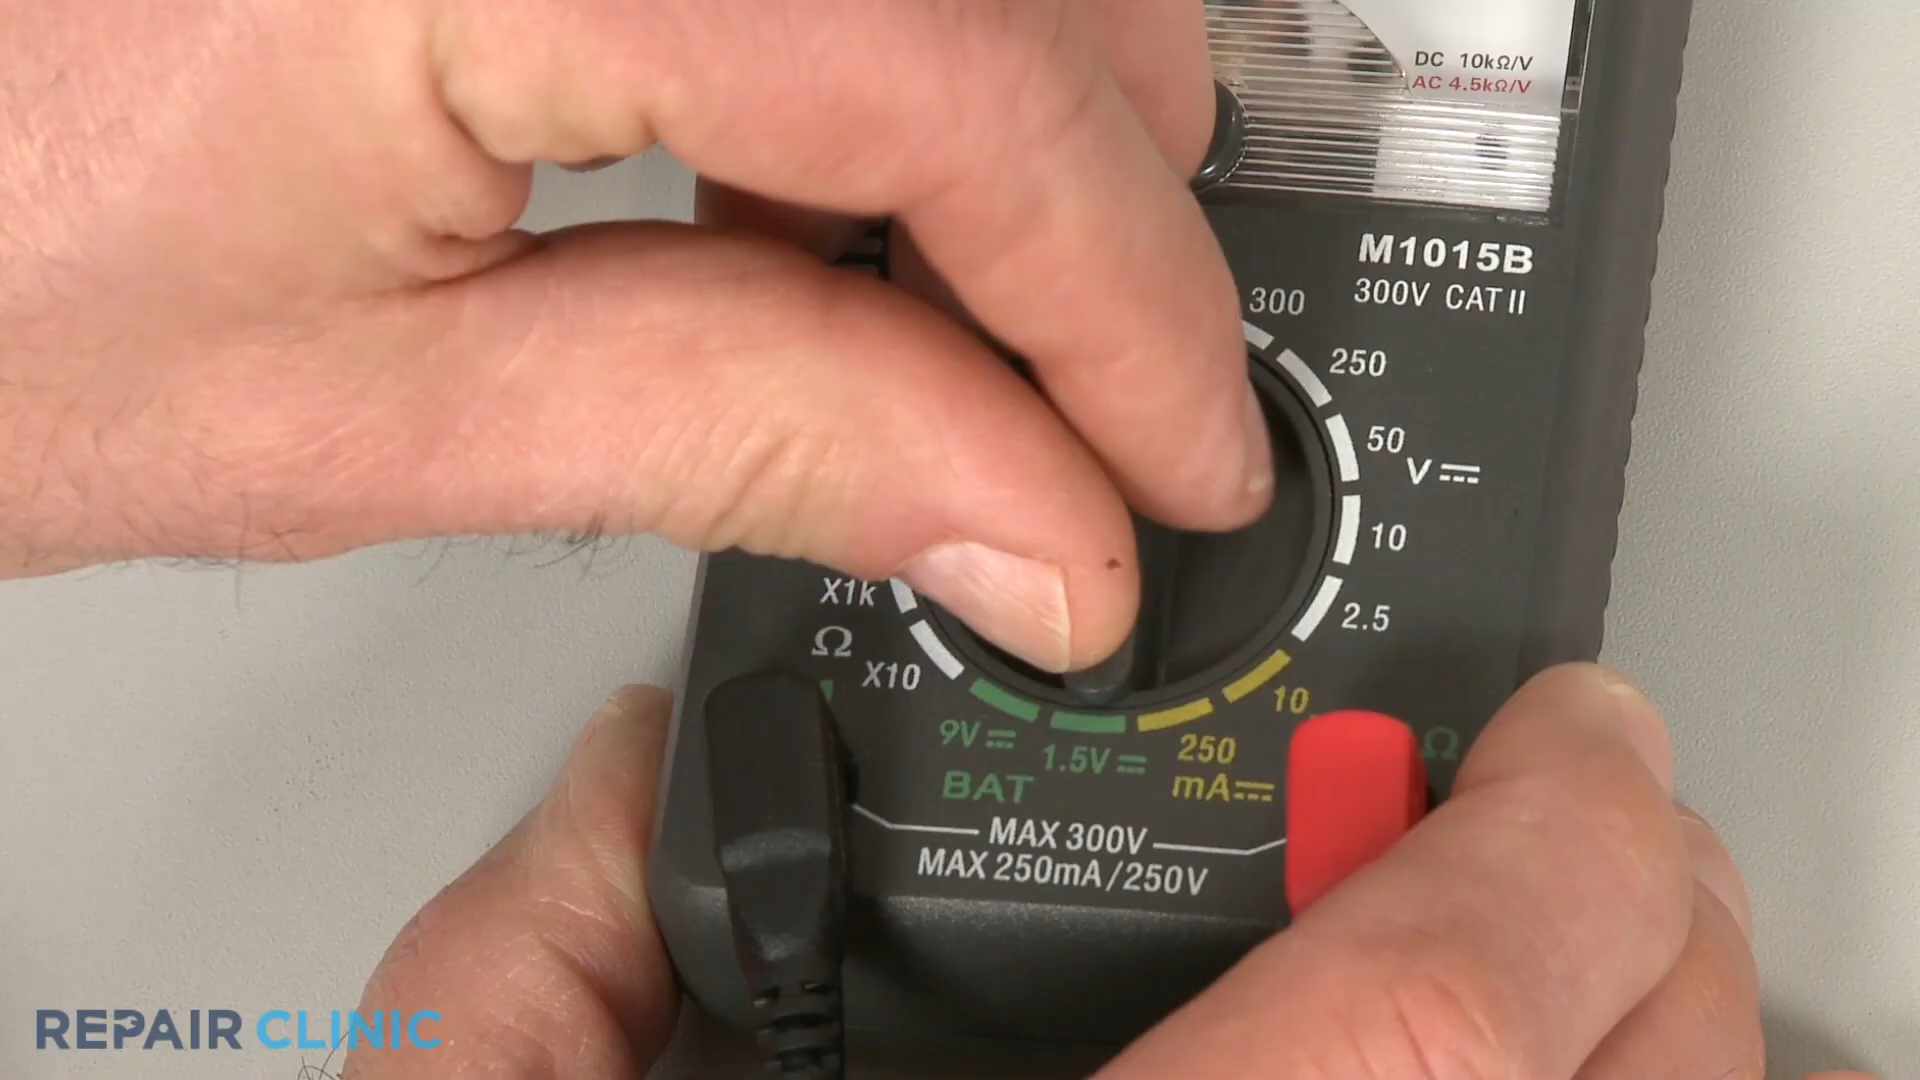 DC 10kΩ/V
AC 4.5kΩ/V
M1015B
300V CAT II
300
250
50
V
10
2.5
X1k
Ω
X10
10
Ω
9V
1.5V
250
BAT
mA
MAX 300V
MAX 250mA/250V
REPAIR CLINIC